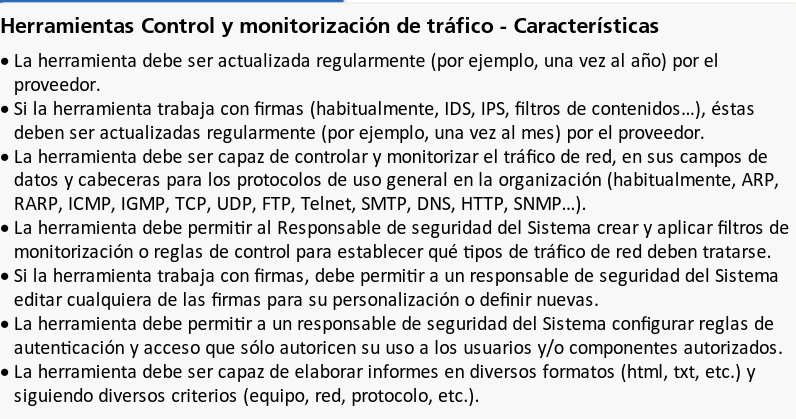 Herramientas Control y monitorización de tráfico - Características
• La herramienta debe ser actualizada regularmente (por ejemplo, una vez al año) por el
proveedor.
• Si la herramienta trabaja con firmas (habitualmente, IDS, IPS, filtros de contenidos...), éstas
deben ser actualizadas regularmente (por ejemplo, una vez al mes) por el proveedor.
• La herramienta debe ser capaz de controlar y monitorizar el tráfico de red, en sus campos de
datos y cabeceras para los protocolos de uso general en la organización (habitualmente, ARP,
RARP, ICMP, IGMP, TCP, UDP, FTP, Telnet, SMTP, DNS, HTTP, SNMP...).
• La herramienta debe permitir al Responsable de seguridad del Sistema crear y aplicar filtros de
monitorización o reglas de control para establecer qué tipos de tráfico de red deben tratarse.
• Si la herramienta trabaja con firmas, debe permitir a un responsable de seguridad del Sistema
editar cualquiera de las firmas para su personalización o definir nuevas.
• La herramienta debe permitir a un responsable de seguridad del Sistema configurar reglas de
autenticación y acceso que sólo autoricen su uso a los usuarios y/o componentes autorizados.
• La herramienta debe ser capaz de elaborar informes en diversos formatos (html, txt, etc.) y
siguiendo diversos criterios (equipo, red, protocolo, etc.).